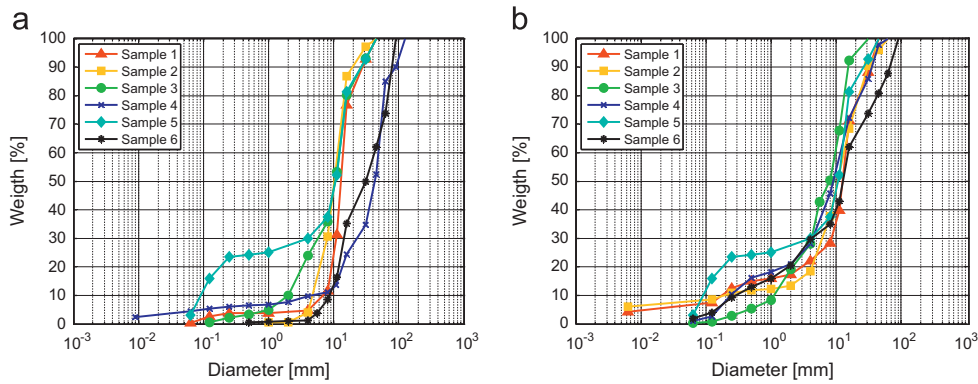 a
100
90
80
70
60
50
40
30
20
10
0
Weigth [%]
Sample 1
Sample 2
Sample 3
Sample 4
Sample 5
Sample 6
10-3
10-2
10-1
100
101
102
103
Diameter [mm]
b
100
90
80
70
60
50
40
30
20
10
0
Weigth [%]
Sample 1
Sample 2
Sample 3
Sample 4
Sample 5
Sample 6
10-3
10-2
10-1
100
101
102
103
Diameter [mm]